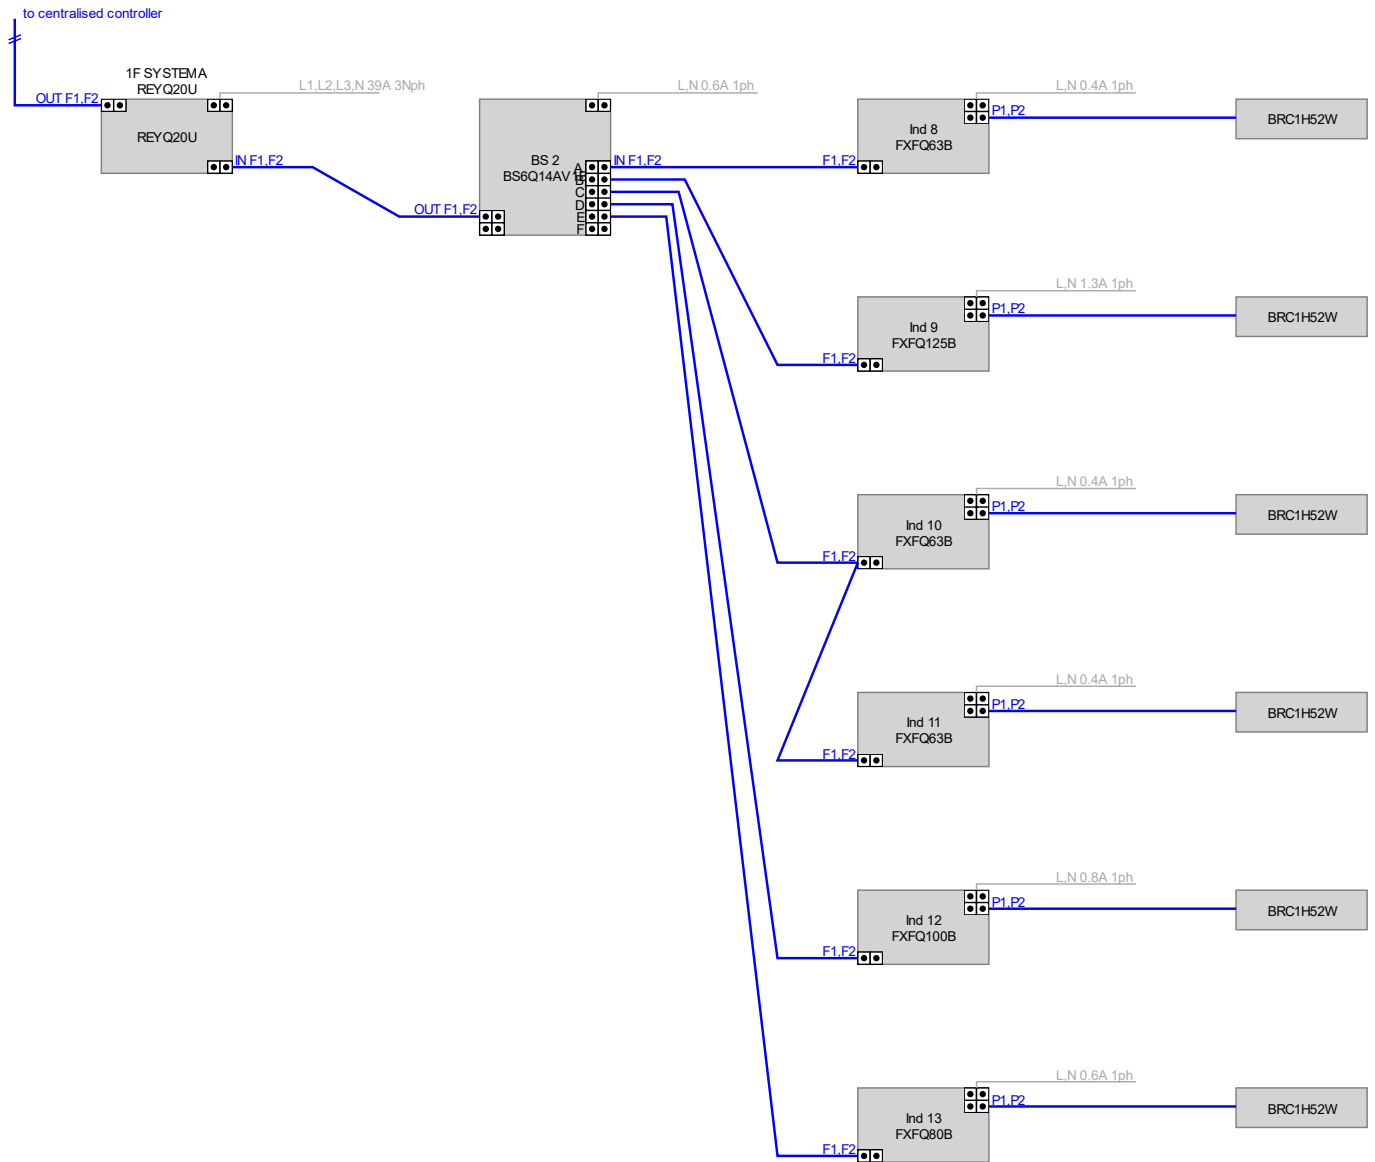 to centralised controller
1F SYSTEM A
REYQ20U
L1,L2,L3,N 39A 3Nph
OUT F1,F2
REYQ20U
IN F1,F2
L,N 0.6A 1ph
OUT F1,F2
BS 2
BS6Q14AV1B
A
B
C
D
E
F
IN F1,F2
L,N 0.4A 1ph
P1,P2
Ind 8
FXFQ63B
F1,F2
BRC1H52W
L,N 1.3A 1ph
P1,P2
Ind 9
FXFQ125B
F1,F2
BRC1H52W
L,N 0.4A 1ph
P1,P2
Ind 10
FXFQ63B
F1,F2
BRC1H52W
L,N 0.4A 1ph
P1,P2
Ind 11
FXFQ63B
F1,F2
BRC1H52W
L,N 0.8A 1ph
P1,P2
Ind 12
FXFQ100B
F1,F2
BRC1H52W
L,N 0.6A 1ph
P1,P2
Ind 13
FXFQ80B
F1,F2
BRC1H52W